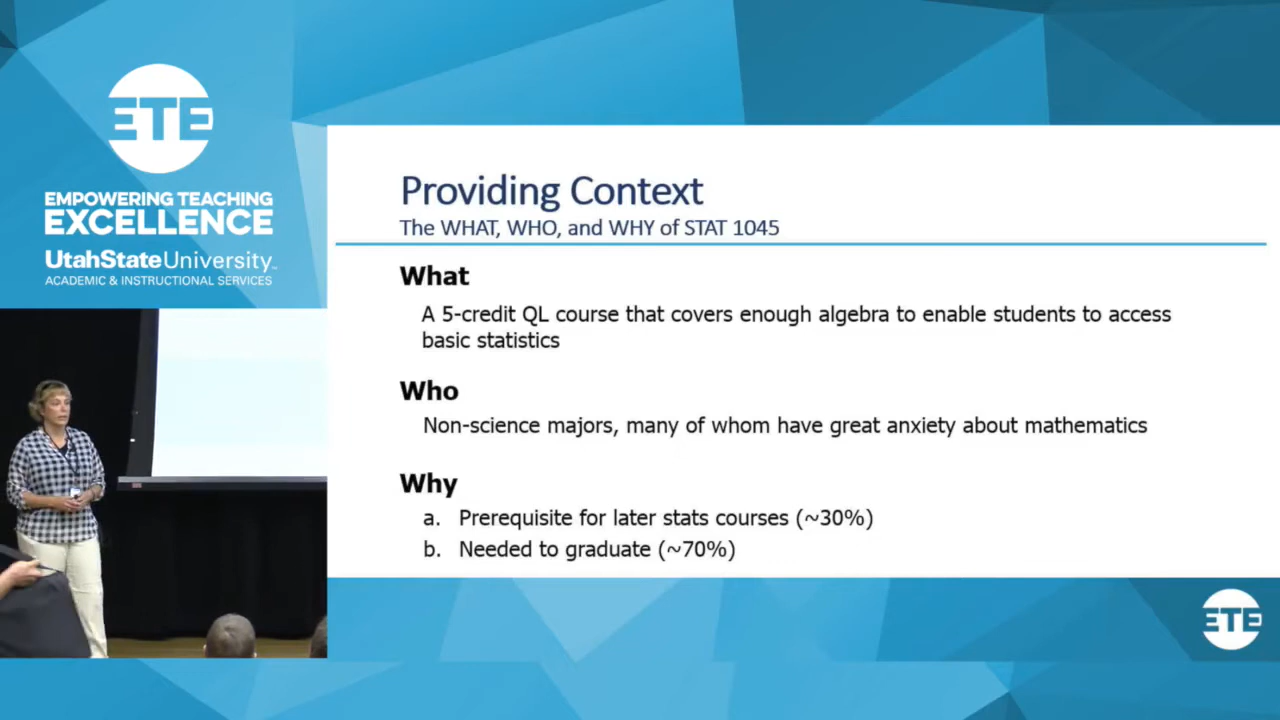 ETE
EMPOWERING TEACHING
EXCELLENCE
UtahStateUniversity
ACADEMIC & INSTRUCTIONAL SERVICES
Providing Context
The WHAT, WHO, and WHY of STAT 1045
What
A 5-credit QL course that covers enough algebra to enable students to access
basic statistics
Who
Non-science majors, many of whom have great anxiety about mathematics
Why
a. Prerequisite for later stats courses (~30%)
b. Needed to graduate (~70%)
ETE